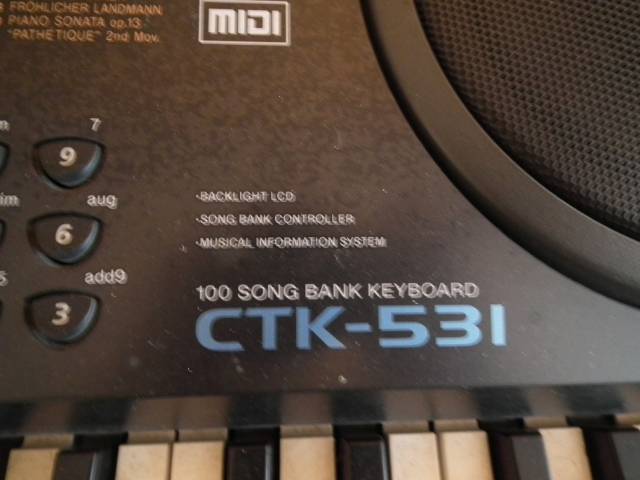 FRÖHLICHER LANDMANN
PIANO SONATA op.13
"PATHETIQUE" 2nd Mov.
MIDI
7
9
aug
6
add9
3
·BACKLIGHT LCD
·SONG BANK CONTROLLER
·MUSICAL INFORMATION SYSTEM
100 SONG BANK KEYBOARD
CTK-531